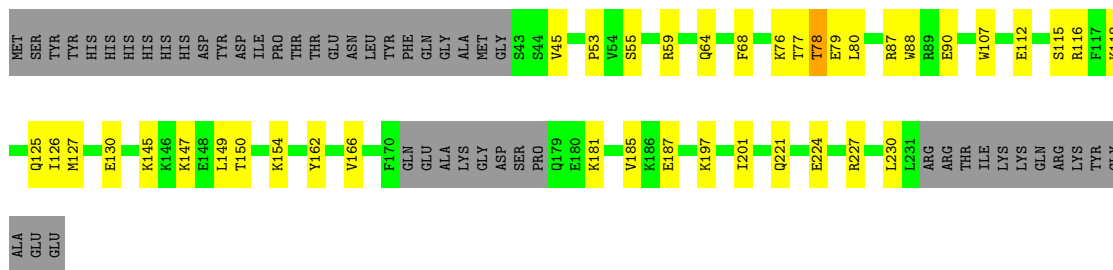 MET SER TYR TYR HIS HIS HIS HIS HIS HIS ASP TYR ASP ILE PRO THR THR GLU ASN LEU TYR PHE GLN GLY ALA MET GLY S43 S44 V45 P53 V54 S55 R59 Q64 F68 K76 T77 T78 E79 L80 R87 W88 R89 E90 W107 E112 S115 R116 F117
Q125 I126 M127 E130 K145 K146 K147 E148 L149 T150 K154 Y162 V166 F170 GLN GLU ALA LYS GLY ASP SER PRO Q179 E180 K181 V185 K186 E187 K197 I201 Q221 E224 R227 L230 L231 ARG ARG THR ILE LYS LYS GLN ARG LYS TYR
ALA GLU GLU